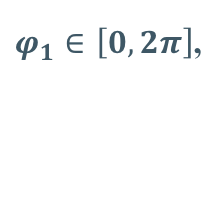 φ₁ ∈ [0, 2π],